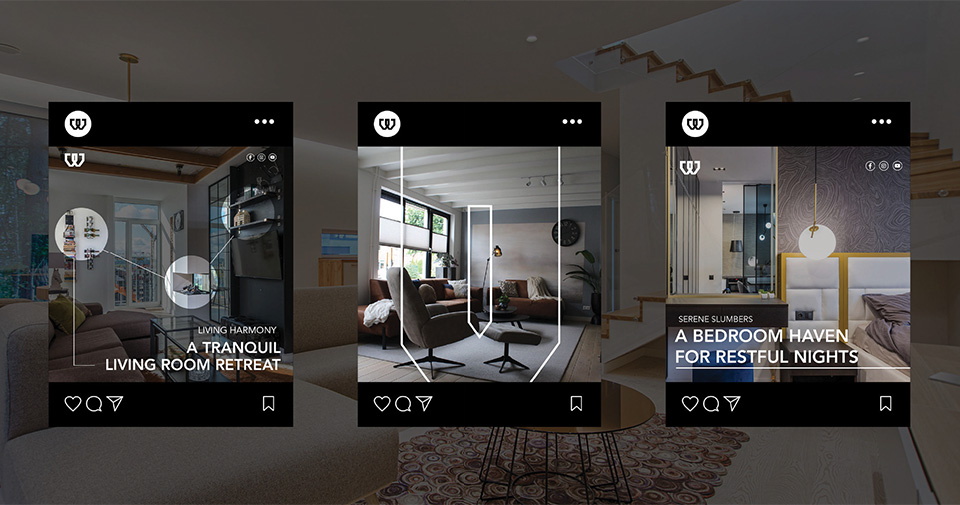 LIVING HARMONY
A TRANQUIL
LIVING ROOM RETREAT
SERENE SLUMBERS
A BEDROOM HAVEN
FOR RESTFUL NIGHTS